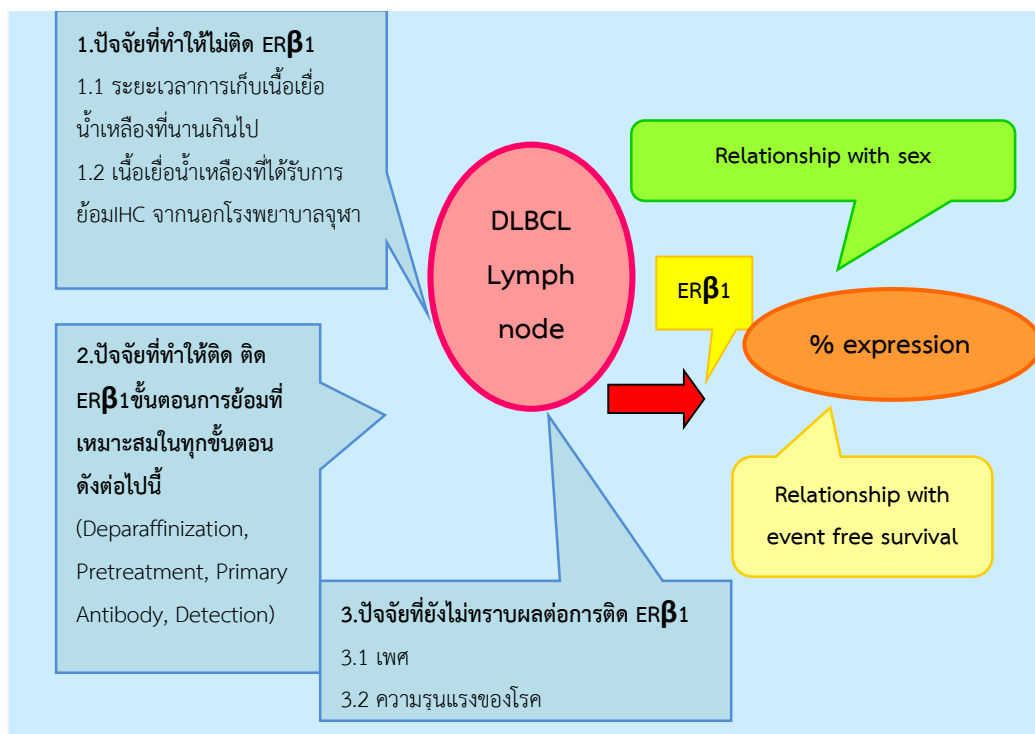 1.ปัจจัยที่ทำให้ไม่ติด ERβ1
1.1 ระยะเวลาการเก็บเนื้อเยื่อ
น้ำเหลืองที่นานเกินไป
1.2 เนื้อเยื่อน้ำเหลืองที่ได้รับการ
ย้อมIHC จากนอกโรงพยาบาลจุฬา
2.ปัจจัยที่ทำให้ติด ติด
ERβ1ขั้นตอนการย้อมที่
เหมาะสมในทุกขั้นตอน
ดังต่อไปนี้
(Deparaffinization,
Pretreatment, Primary
Antibody, Detection)
3.ปัจจัยที่ยังไม่ทราบผลต่อการติด ERβ1
3.1 เพศ
3.2 ความรุนแรงของโรค
DLBCL
Lymph
node
ERβ1
Relationship with sex
% expression
Relationship with
event free survival